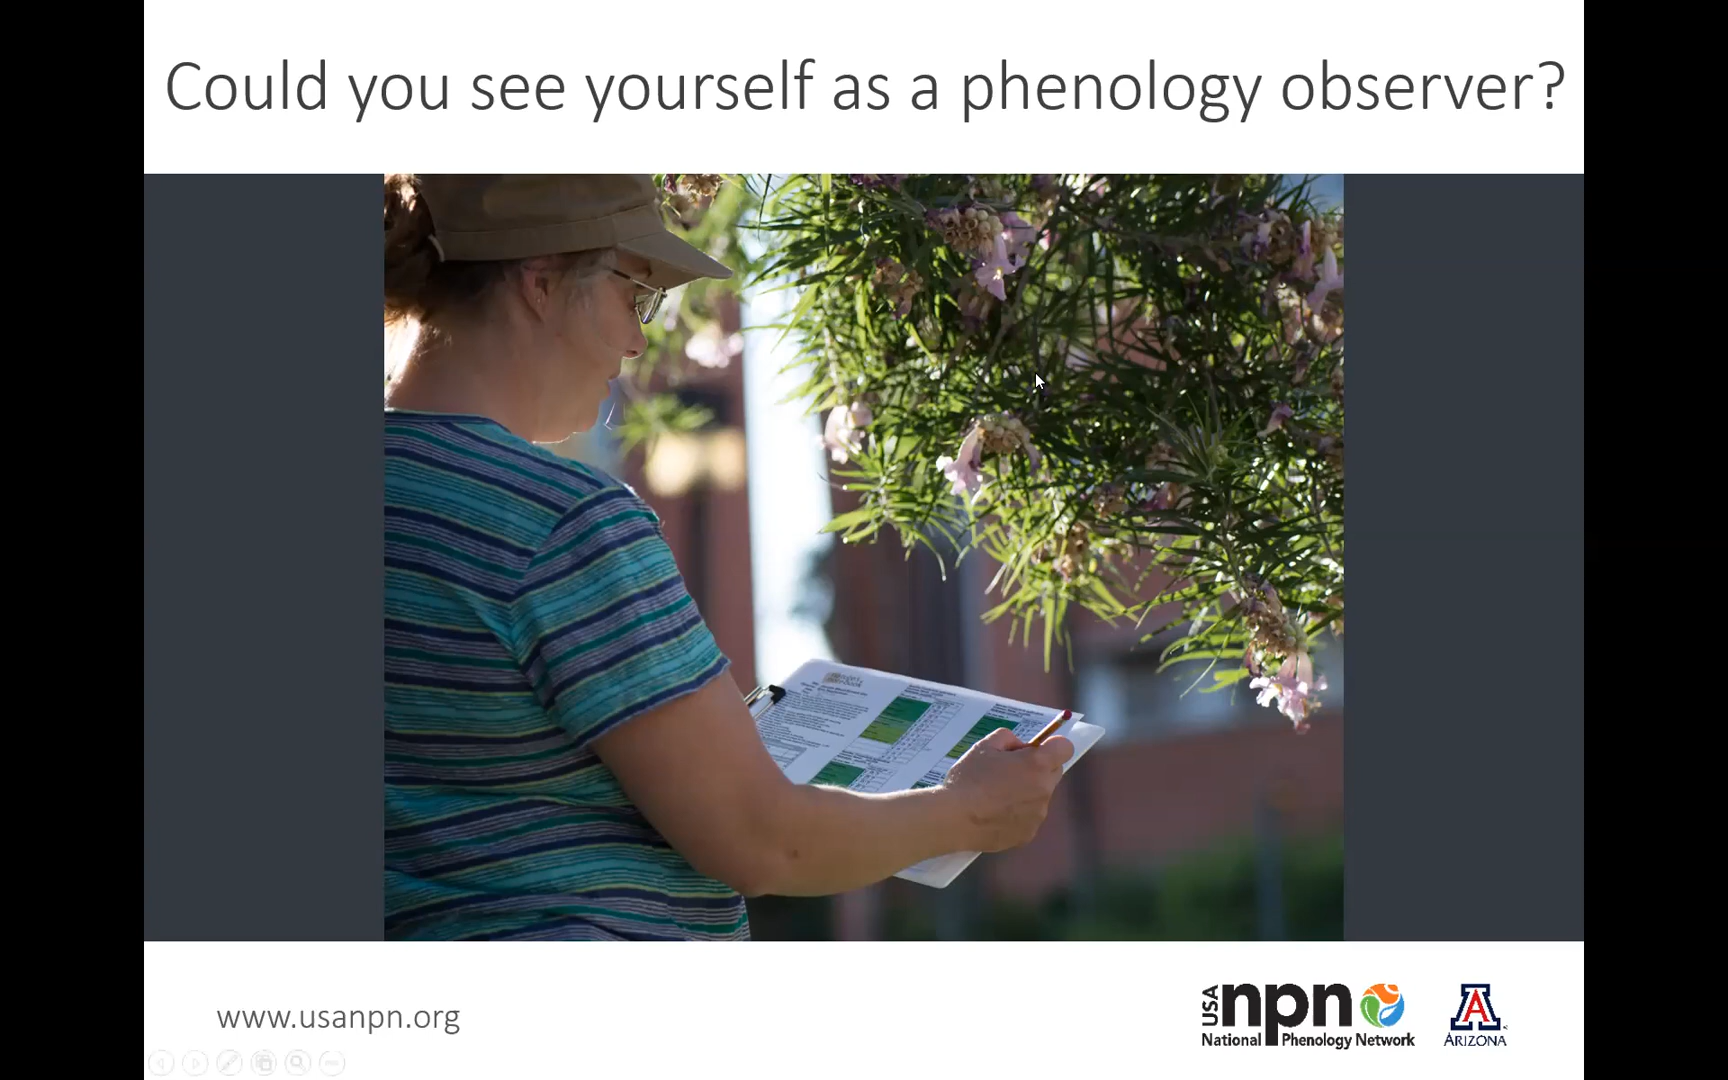 Could you see yourself as a phenology observer?
www.usanpn.org
USA npn
National Phenology Network
A
ARIZONA